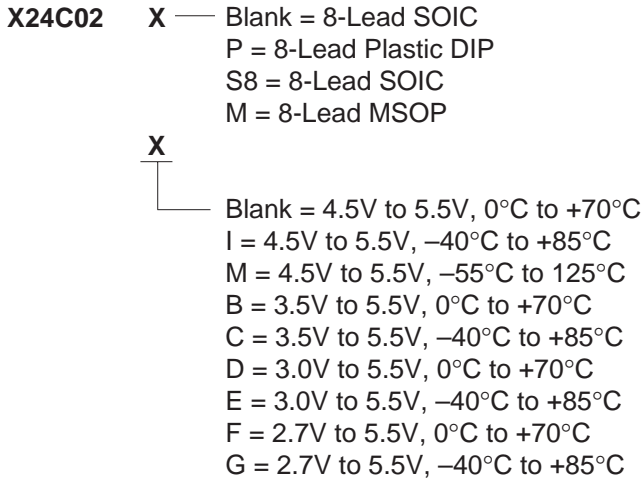 X24C02 X Blank = 8-Lead SOIC
P = 8-Lead Plastic DIP
S8 = 8-Lead SOIC
M = 8-Lead MSOP
X
Blank = 4.5V to 5.5V, 0°C to +70°C
I = 4.5V to 5.5V, –40°C to +85°C
M = 4.5V to 5.5V, –55°C to 125°C
B = 3.5V to 5.5V, 0°C to +70°C
C = 3.5V to 5.5V, –40°C to +85°C
D = 3.0V to 5.5V, 0°C to +70°C
E = 3.0V to 5.5V, –40°C to +85°C
F = 2.7V to 5.5V, 0°C to +70°C
G = 2.7V to 5.5V, –40°C to +85°C